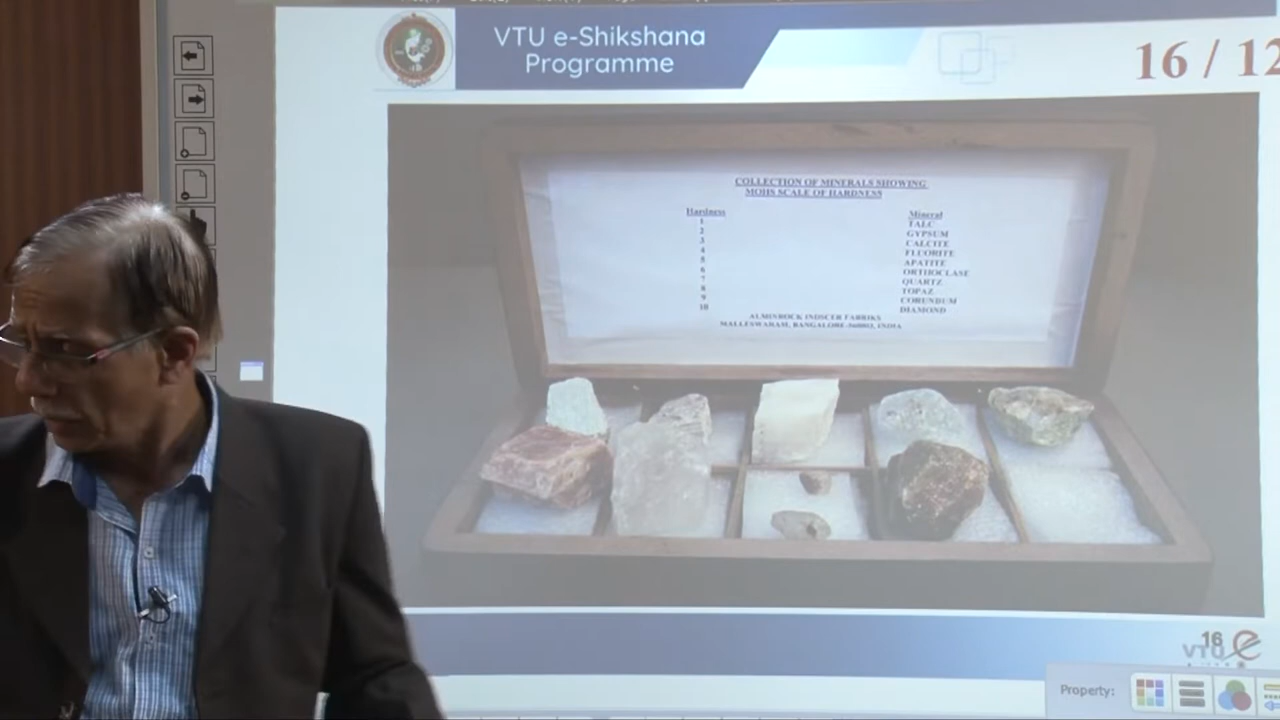 VTU e-Shikshana
Programme
16 / 12
COLLECTION OF MINERALS SHOWING
MOHS SCALE OF HARDNESS
Hardness Mineral
1 TALC
2 GYPSUM
3 CALCITE
4 FLUORITE
5 APATITE
6 ORTHOCLASE
7 QUARTZ
8 TOPAZ
9 CORUNDUM
10 DIAMOND
MALLESWARAM, BANGALORE INDIA
16
VTU e
Property: